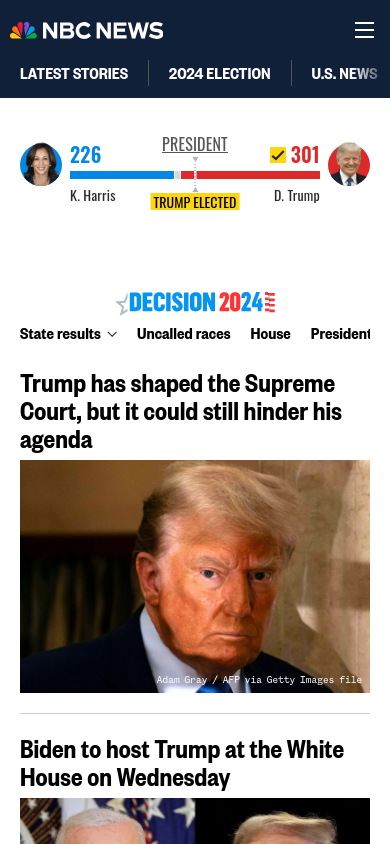 NBC NEWS
LATEST STORIES
2024 ELECTION
U.S. NEWS
PRESIDENT
226
301
K. Harris
D. Trump
TRUMP ELECTED
DECISION 2024
State results
Uncalled races
House
President
Trump has shaped the Supreme
Court, but it could still hinder his
agenda
Adam Gray / AFP via Getty Images file
Biden to host Trump at the White
House on Wednesday